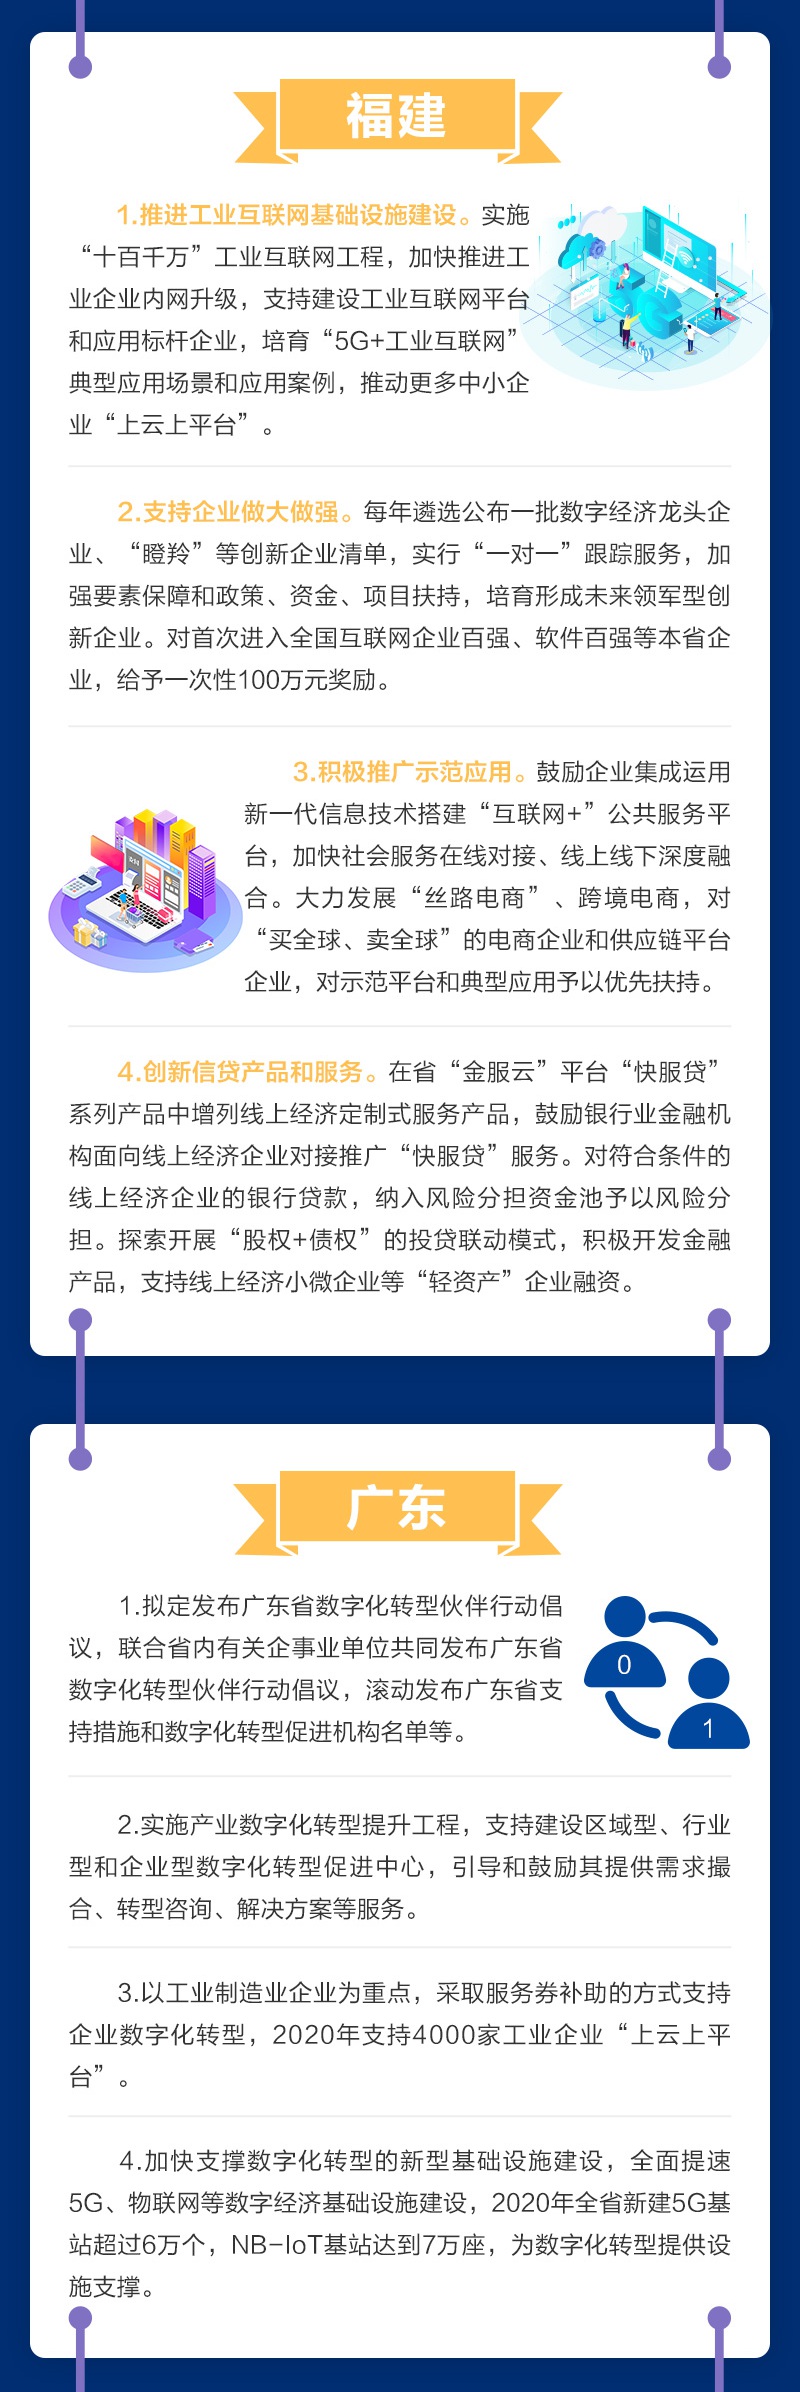 福建
1.推进工业互联网基础设施建设。实施
“十百千万”工业互联网工程，加快推进工
业企业内网升级，支持建设工业互联网平台
和应用标杆企业，培育“5G+工业互联网”
典型应用场景和应用案例，推动更多中小企
业“上云上平台”。
2.支持企业做大做强。每年遴选公布一批数字经济龙头企
业、“瞪羚”等创新企业清单，实行“一对一”跟踪服务，加
强要素保障和政策、资金、项目扶持，培育形成未来领军型创
新企业。对首次进入全国互联网企业百强、软件百强等本省企
业，给予一次性100万元奖励。
3.积极推广示范应用。鼓励企业集成运用
新一代信息技术搭建“互联网+”公共服务平
台，加快社会服务在线对接、线上线下深度融
合。大力发展“丝路电商”、跨境电商，对
“买全球、卖全球”的电商企业和供应链平台
企业，对示范平台和典型应用予以优先扶持。
4.创新信贷产品和服务。在省“金服云”平台“快服贷”
系列产品中增列线上经济定制式服务产品，鼓励银行业金融机
构面向线上经济企业对接推广“快服贷”服务。对符合条件的
线上经济企业的银行贷款，纳入风险分担资金池予以风险分
担。探索开展“股权+债权”的投贷联动模式，积极开发金融
产品，支持线上经济小微企业等“轻资产”企业融资。
广东
1.拟定发布广东省数字化转型伙伴行动倡
议，联合省内有关企事业单位共同发布广东省
数字化转型伙伴行动倡议，滚动发布广东省支
持措施和数字化转型促进机构名单等。
0
1
2.实施产业数字化转型提升工程，支持建设区域型、行业
型和企业型数字化转型促进中心，引导和鼓励其提供需求撮
合、转型咨询、解决方案等服务。
3.以工业制造业企业为重点，采取服务券补助的方式支持
企业数字化转型，2020年支持4000家工业企业“上云上平
台”。
4.加快支撑数字化转型的新型基础设施建设，全面提速
5G、物联网等数字经济基础设施建设，2020年全省新建5G基
站超过6万个，NB-IoT基站达到7万座，为数字化转型提供设
施支撑。